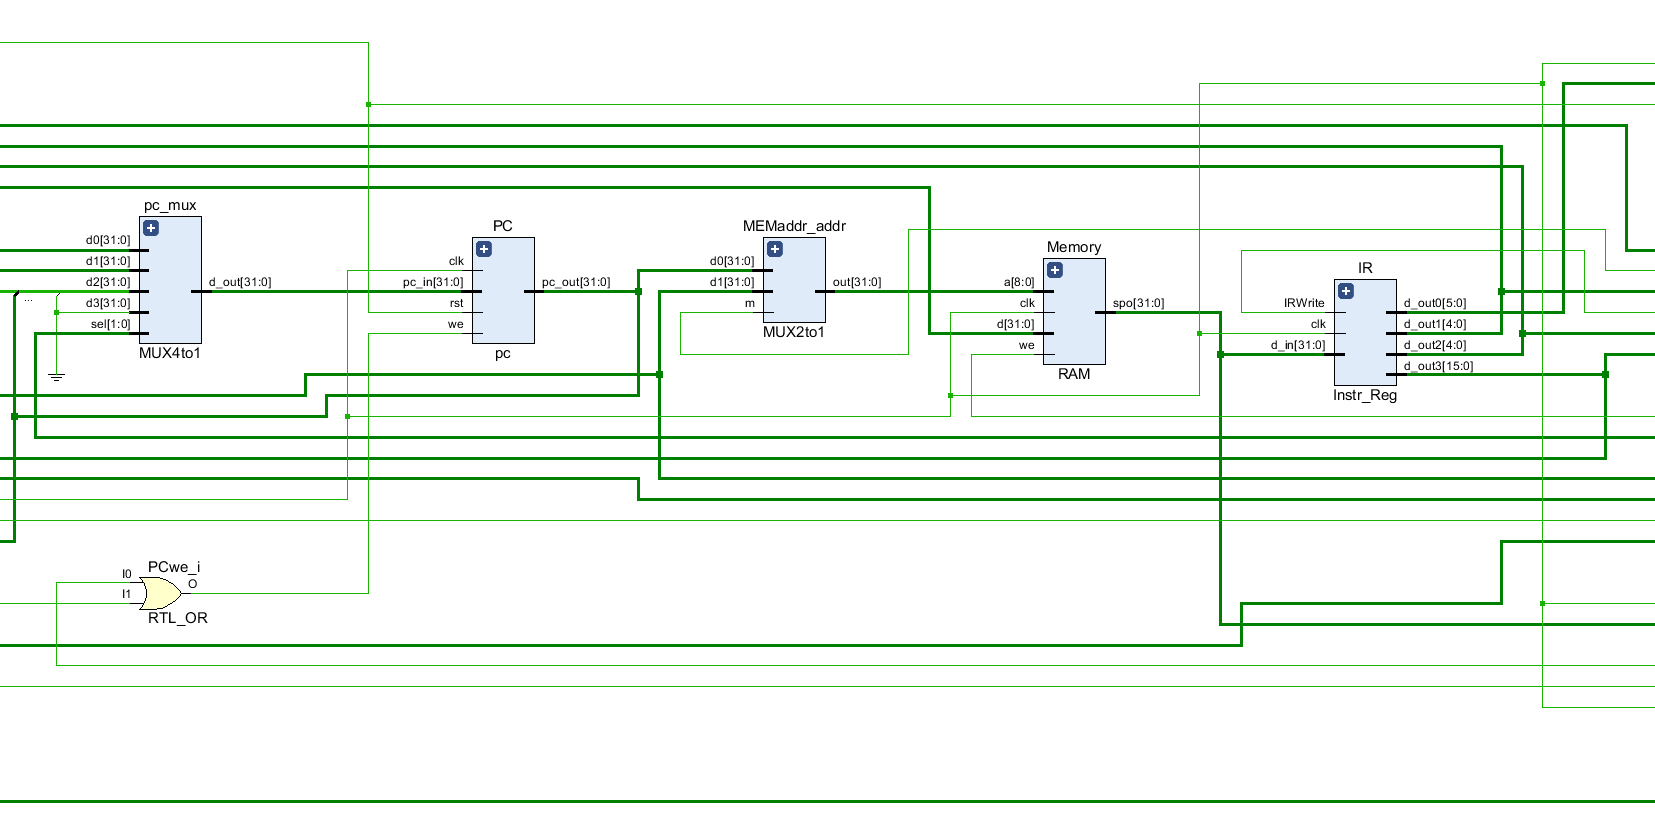 pc_mux
d0[31:0]
d1[31:0]
d2[31:0]
...
d3[31:0]
sel[1:0]
d_out[31:0]
MUX4to1
PC
clk
pc_in[31:0]
rst
we
pc_out[31:0]
pc
MEMaddr_addr
d0[31:0]
d1[31:0]
m
out[31:0]
MUX2to1
Memory
a[8:0]
clk
d[31:0]
we
spo[31:0]
RAM
IR
IRWrite
clk
d_in[31:0]
d_out0[5:0]
d_out1[4:0]
d_out2[4:0]
d_out3[15:0]
Instr_Reg
PCwe_i
I0
I1
O
RTL_OR